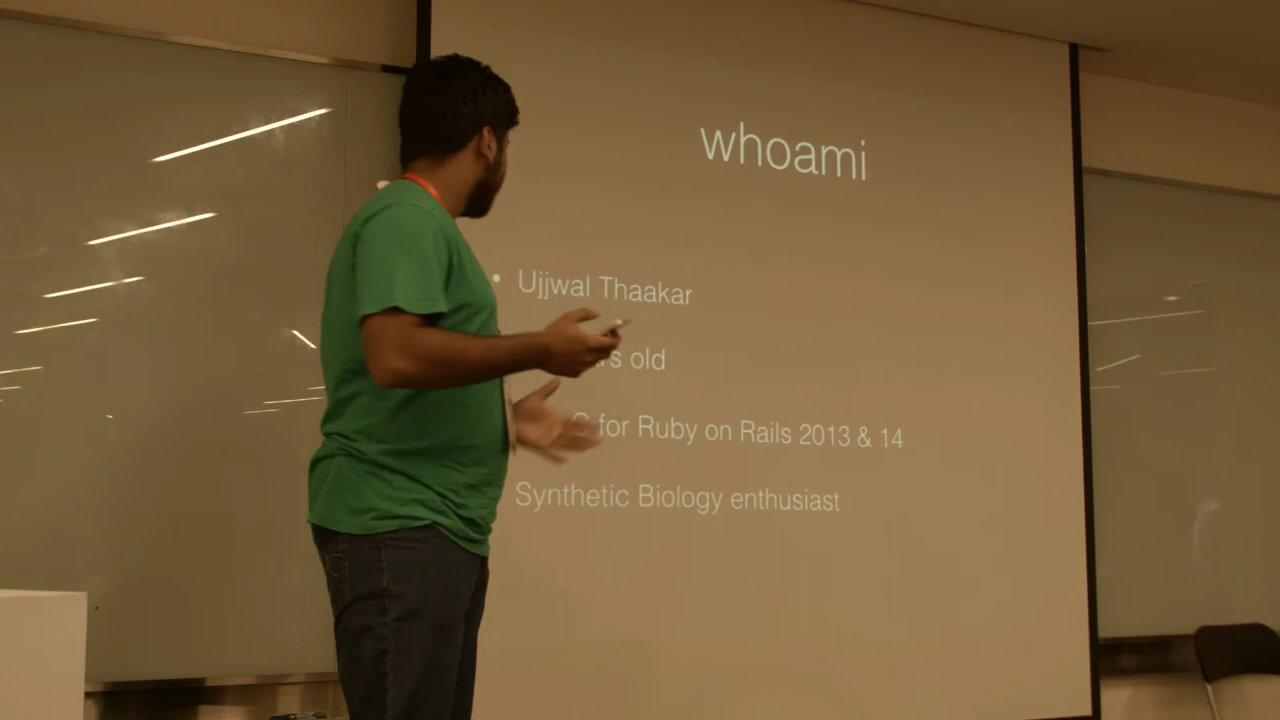 whoami
• Ujjwal Thaakar
old
for Ruby on Rails 2013 & 14
Synthetic Biology enthusiast